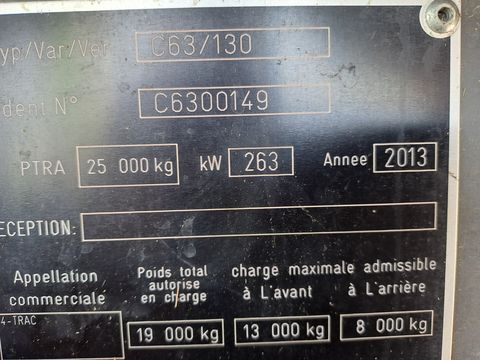 yp/Var/Ver C63/130
dent N° C6300149
PTRA 25 000 kg kW 263 Annee 2013
ECEPTION:
Appellation commerciale
Poids total autorise en charge
charge maximale admissible
à L'avant à L'arrière
4-TRAC
19 000 kg 13 000 kg 8 000 kg